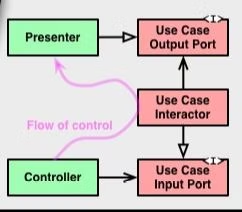 Presenter
Use Case
Output Port
<I>
Use Case
Interactor
Flow of control
Controller
Use Case
Input Port
<I>